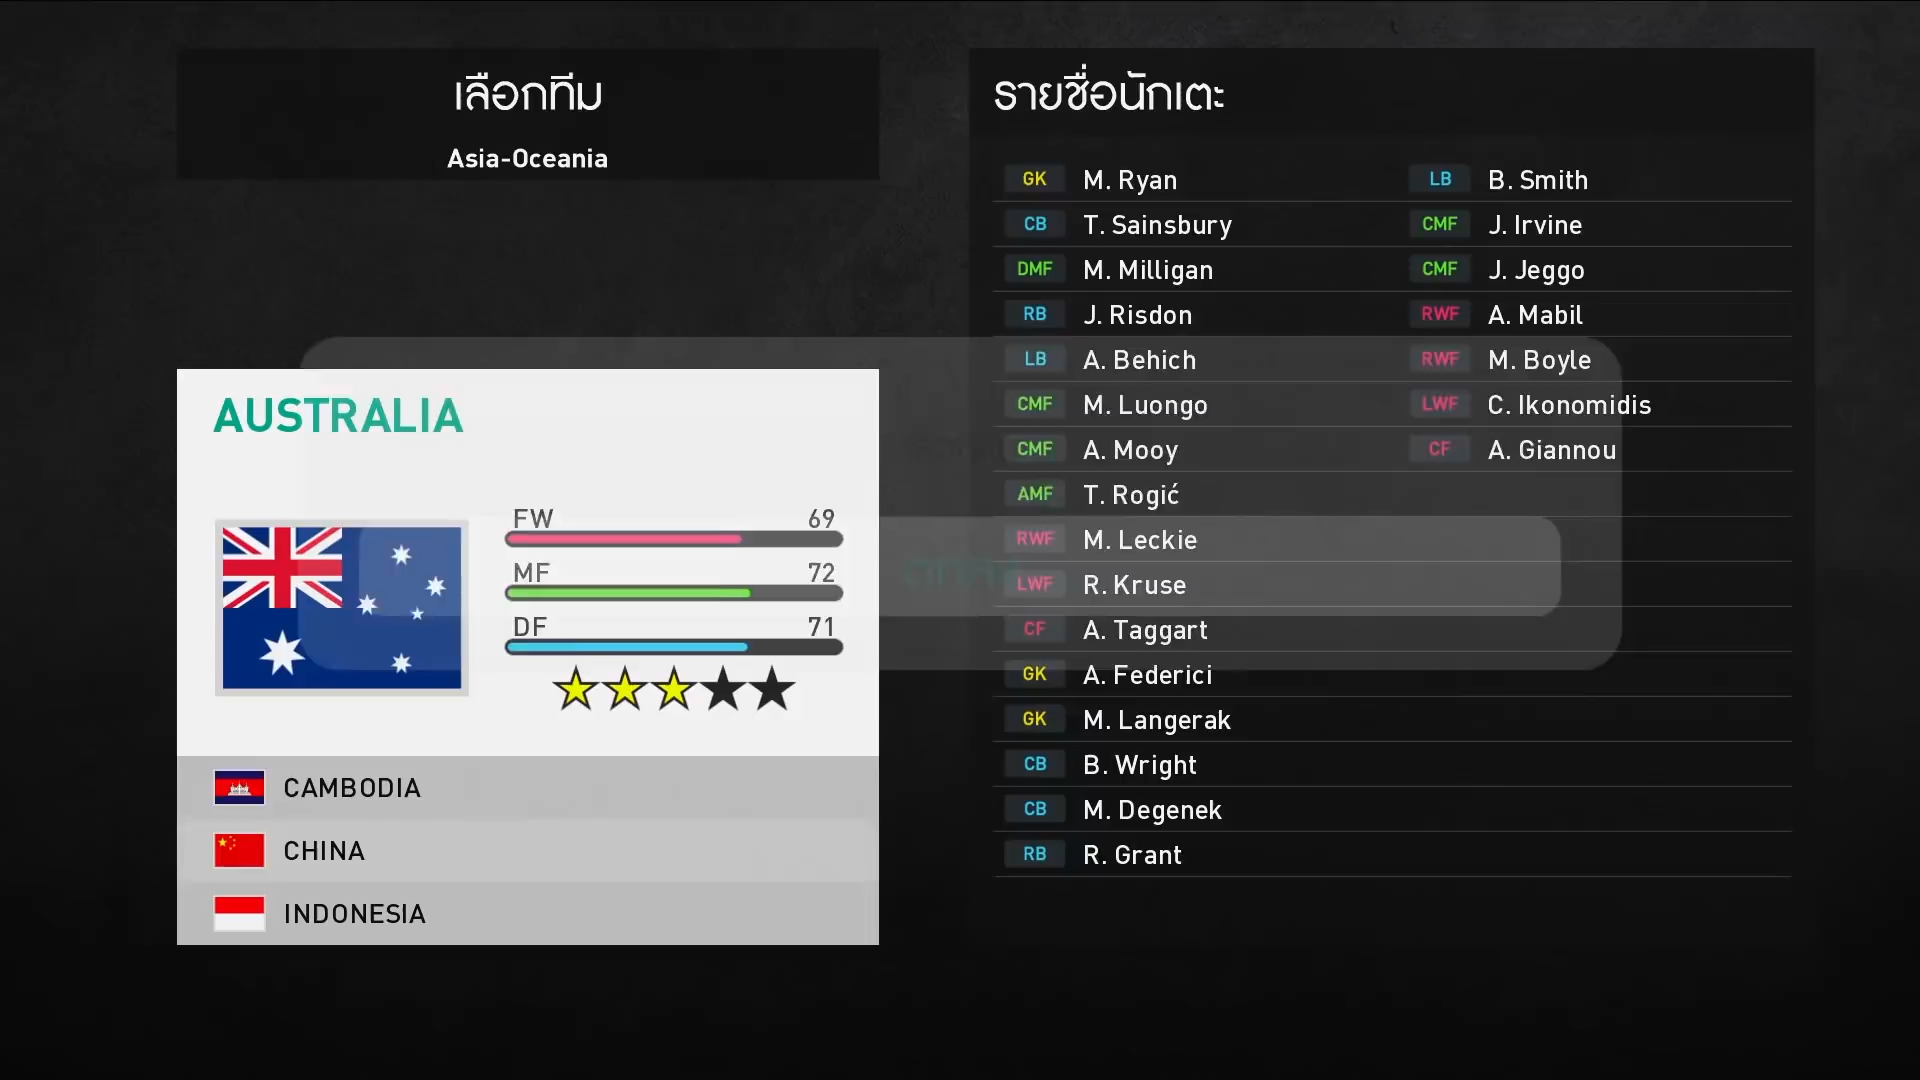 เลือกทีม
Asia-Oceania
AUSTRALIA
FW 69
MF 72
DF 71
CAMBODIA
CHINA
INDONESIA
รายชื่อนักเตะ
GK M. Ryan
CB T. Sainsbury
DMF M. Milligan
RB J. Risdon
LB A. Behich
CMF M. Luongo
CMF A. Mooy
AMF T. Rogić
RWF M. Leckie
LWF R. Kruse
CF A. Taggart
GK A. Federici
GK M. Langerak
CB B. Wright
CB M. Degenek
RB R. Grant
LB B. Smith
CMF J. Irvine
CMF J. Jeggo
RWF A. Mabil
RWF M. Boyle
LWF C. Ikonomidis
CF A. Giannou